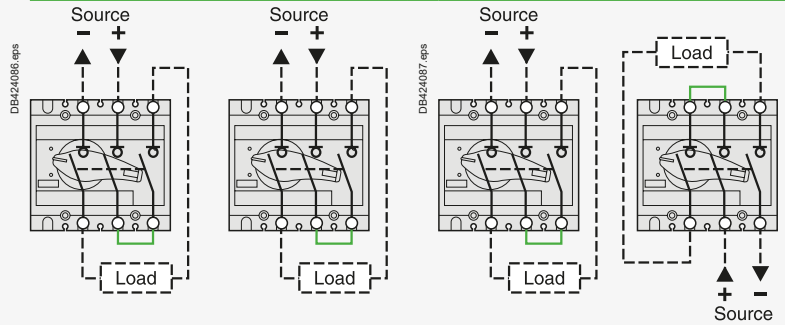 Source
− +
DB424086.eps
Load
Source
− +
Load
Source
− +
DB424087.eps
Load
Load
+ −
Source